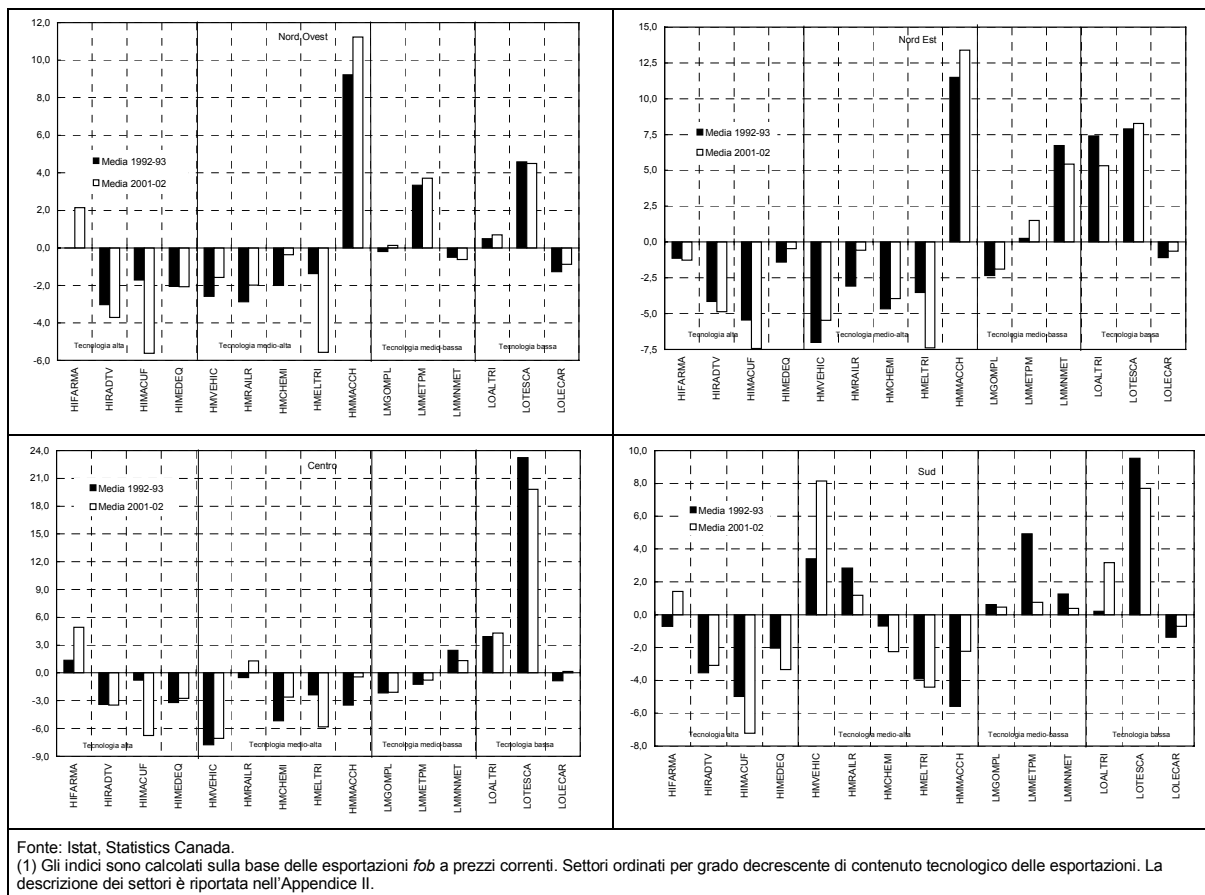 Nord Ovest
12,0
10,0
8,0
6,0
4,0
2,0
0,0
-2,0
-4,0
-6,0
Media 1992-93
Media 2001-02
Tecnologia alta
Tecnologia medio-alta
Tecnologia medio-bassa
Tecnologia bassa
HIFARMA
HIRADTV
HIMACUF
HIMEDEQ
HMVEHIC
HMRAILR
HMCHEMI
HMELTRI
HMMACCH
LMGOMPL
LMMETPM
LMMNMET
LOALTRI
LOTESCA
LOLECAR
Nord Est
15,0
12,5
10,0
7,5
5,0
2,5
0,0
-2,5
-5,0
-7,5
Media 1992-93
Media 2001-02
Tecnologia alta
Tecnologia medio-alta
Tecnologia medio-bassa
Tecnologia bassa
HIFARMA
HIRADTV
HIMACUF
HIMEDEQ
HMVEHIC
HMRAILR
HMCHEMI
HMELTRI
HMMACCH
LMGOMPL
LMMETPM
LMMNMET
LOALTRI
LOTESCA
LOLECAR
Centro
24,0
21,0
18,0
15,0
12,0
9,0
6,0
3,0
0,0
-3,0
-6,0
-9,0
Media 1992-93
Media 2001-02
Tecnologia alta
Tecnologia medio-alta
Tecnologia medio-bassa
Tecnologia bassa
HIFARMA
HIRADTV
HIMACUF
HIMEDEQ
HMVEHIC
HMRAILR
HMCHEMI
HMELTRI
HMMACCH
LMGOMPL
LMMETPM
LMMNMET
LOALTRI
LOTESCA
LOLECAR
Sud
10,0
8,0
6,0
4,0
2,0
0,0
-2,0
-4,0
-6,0
-8,0
Media 1992-93
Media 2001-02
Tecnologia alta
Tecnologia medio-alta
Tecnologia medio-bassa
Tecnologia bassa
HIFARMA
HIRADTV
HIMACUF
HIMEDEQ
HMVEHIC
HMRAILR
HMCHEMI
HMELTRI
HMMACCH
LMGOMPL
LMMETPM
LMMNMET
LOALTRI
LOTESCA
LOLECAR
Fonte: Istat, Statistics Canada.
(1) Gli indici sono calcolati sulla base delle esportazioni fob a prezzi correnti. Settori ordinati per grado decrescente di contenuto tecnologico delle esportazioni. La
descrizione dei settori è riportata nell'Appendice II.